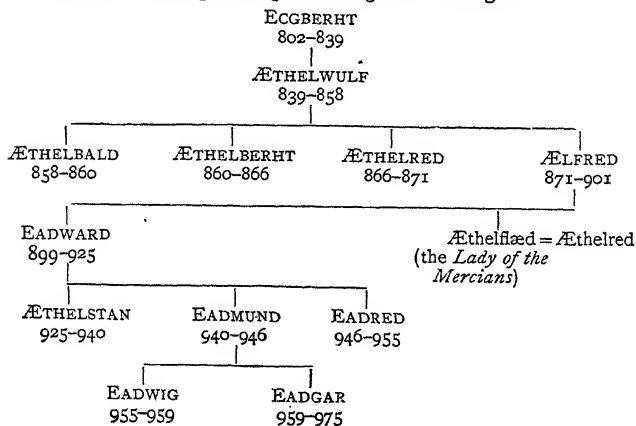 ECGBERHT
802–839
ÆTHELWULF
839–858
ÆTHELBALD ÆTHELBERHT ÆTHELRED ÆLFRED
858–860 860–866 866–871 871–901
EADWARD Æthelflæd = Æthelred
899–925 (the Lady of the
Mercians)
ÆTHELSTAN EADMUND EADRED
925–940 940–946 946–955
EADWIG EADGAR
955–959 959–975